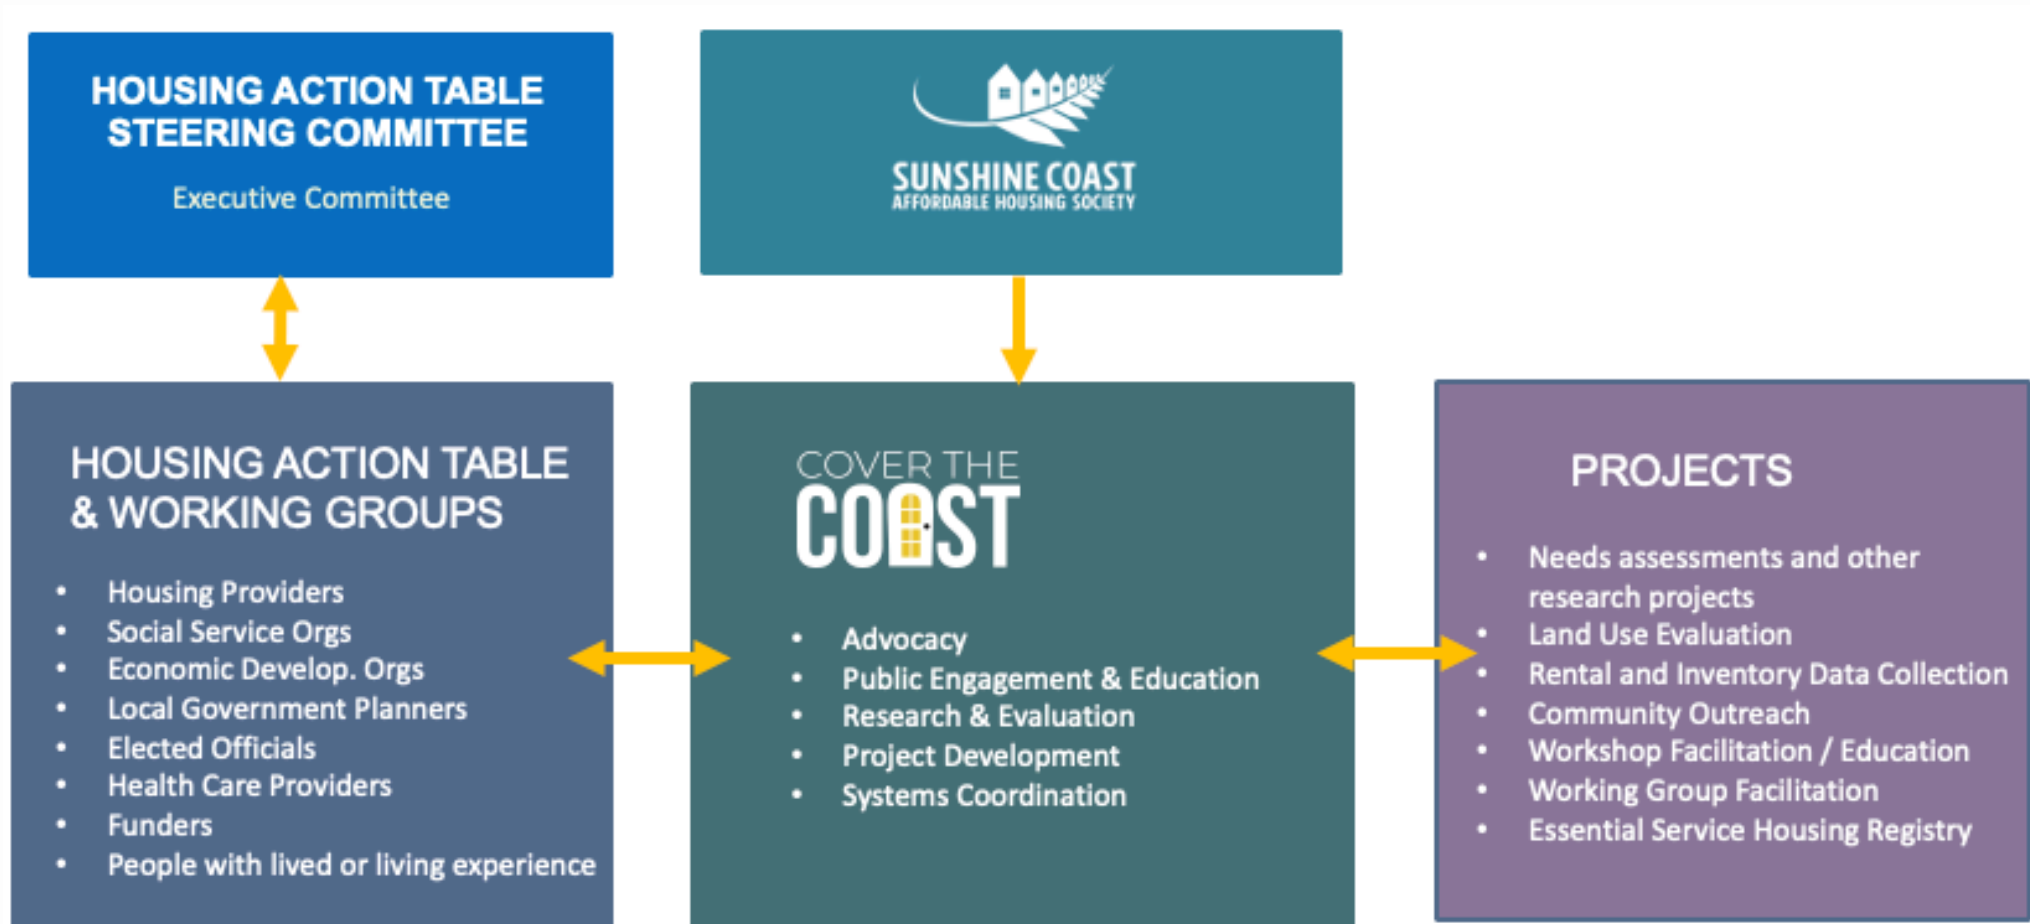 HOUSING ACTION TABLE
STEERING COMMITTEE
Executive Committee
SUNSHINE COAST
AFFORDABLE HOUSING SOCIETY
HOUSING ACTION TABLE
& WORKING GROUPS
• Housing Providers
• Social Service Orgs
• Economic Develop. Orgs
• Local Government Planners
• Elected Officials
• Health Care Providers
• Funders
• People with lived or living experience
COVER THE
COAST
• Advocacy
• Public Engagement & Education
• Research & Evaluation
• Project Development
• Systems Coordination
PROJECTS
• Needs assessments and other
research projects
• Land Use Evaluation
• Rental and Inventory Data Collection
• Community Outreach
• Workshop Facilitation / Education
• Working Group Facilitation
• Essential Service Housing Registry